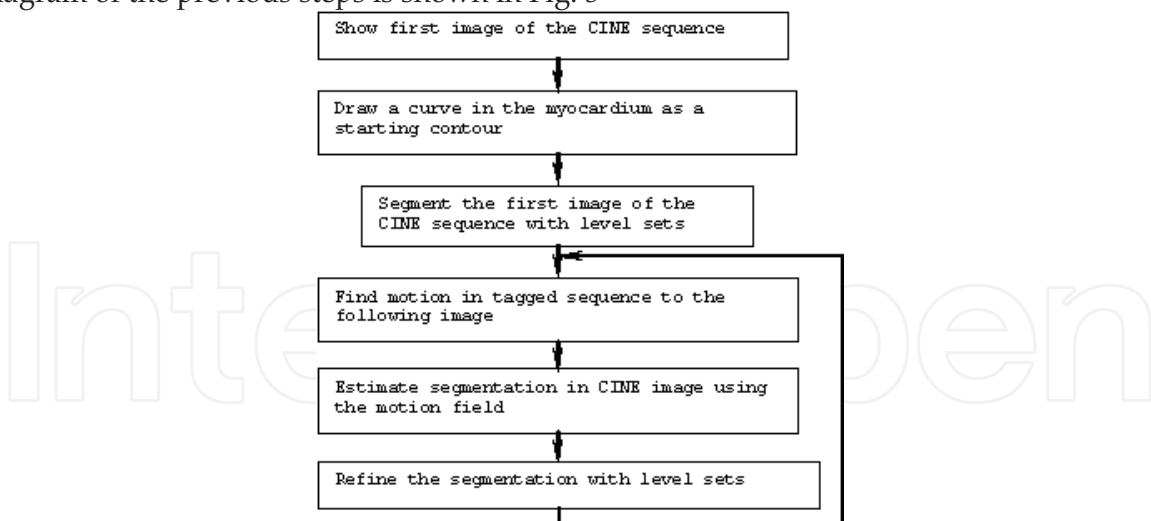 diagram of the previous steps is shown in Fig. 5
Show first image of the CINE sequence
Draw a curve in the myocardium as a
starting contour
Segment the first image of the
CINE sequence with level sets
Find motion in tagged sequence to the
following image
Estimate segmentation in CINE image using
the motion field
Refine the segmentation with level sets